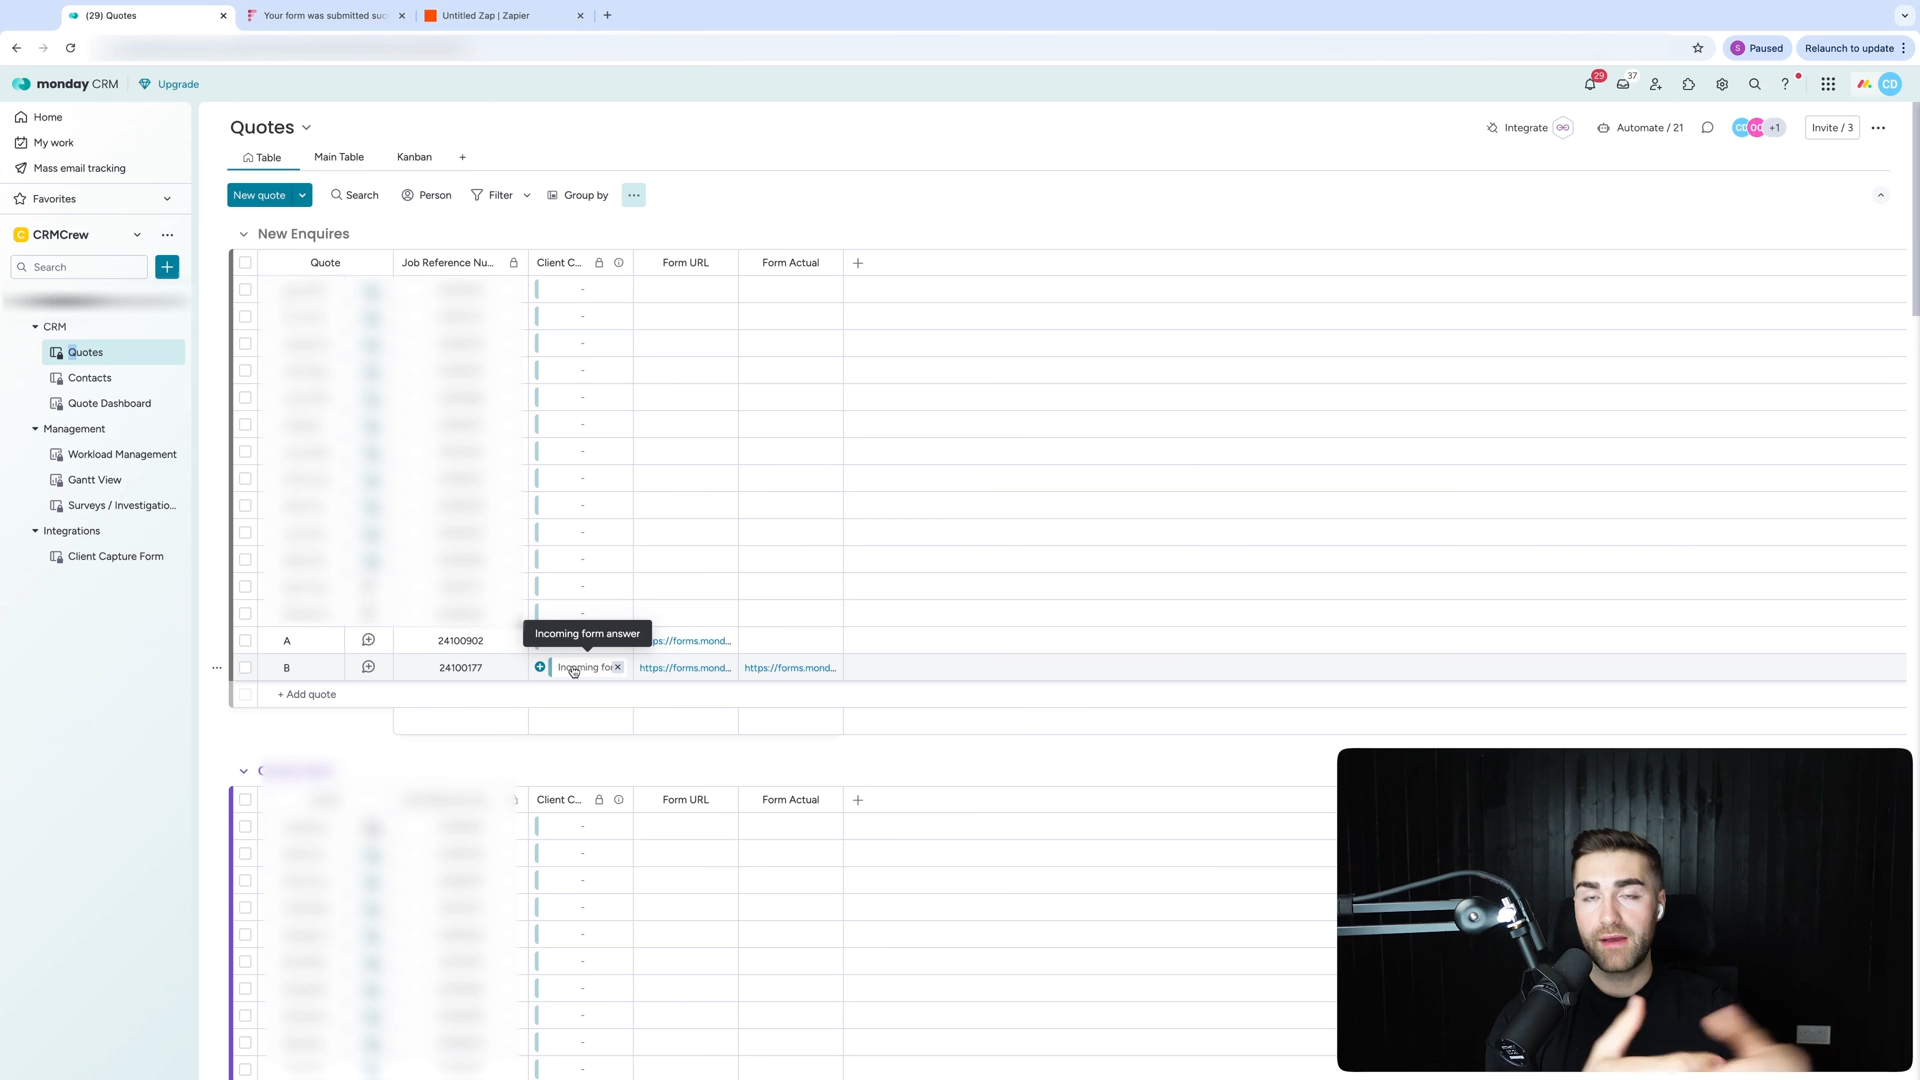 (29) Quotes
Your form was submitted suc
Untitled Zap | Zapier
S Paused
Relaunch to update
monday CRM
Upgrade
29
37
CD
Home
My work
Mass email tracking
Favorites
C CRMCrew
Search
CRM
Quotes
Contacts
Quote Dashboard
Management
Workload Management
Gantt View
Surveys / Investigatio...
Integrations
Client Capture Form
Quotes
Integrate
Automate / 21
+1
Invite / 3
Table
Main Table
Kanban
New quote
Search
Person
Filter
Group by
New Enquires
Quote
Job Reference Nu...
Client C...
Form URL
Form Actual
Incoming form answer
A
24100902
ps://forms.mond...
B
24100177
Incoming for
https://forms.mond...
https://forms.mond...
+ Add quote
Client C...
Form URL
Form Actual